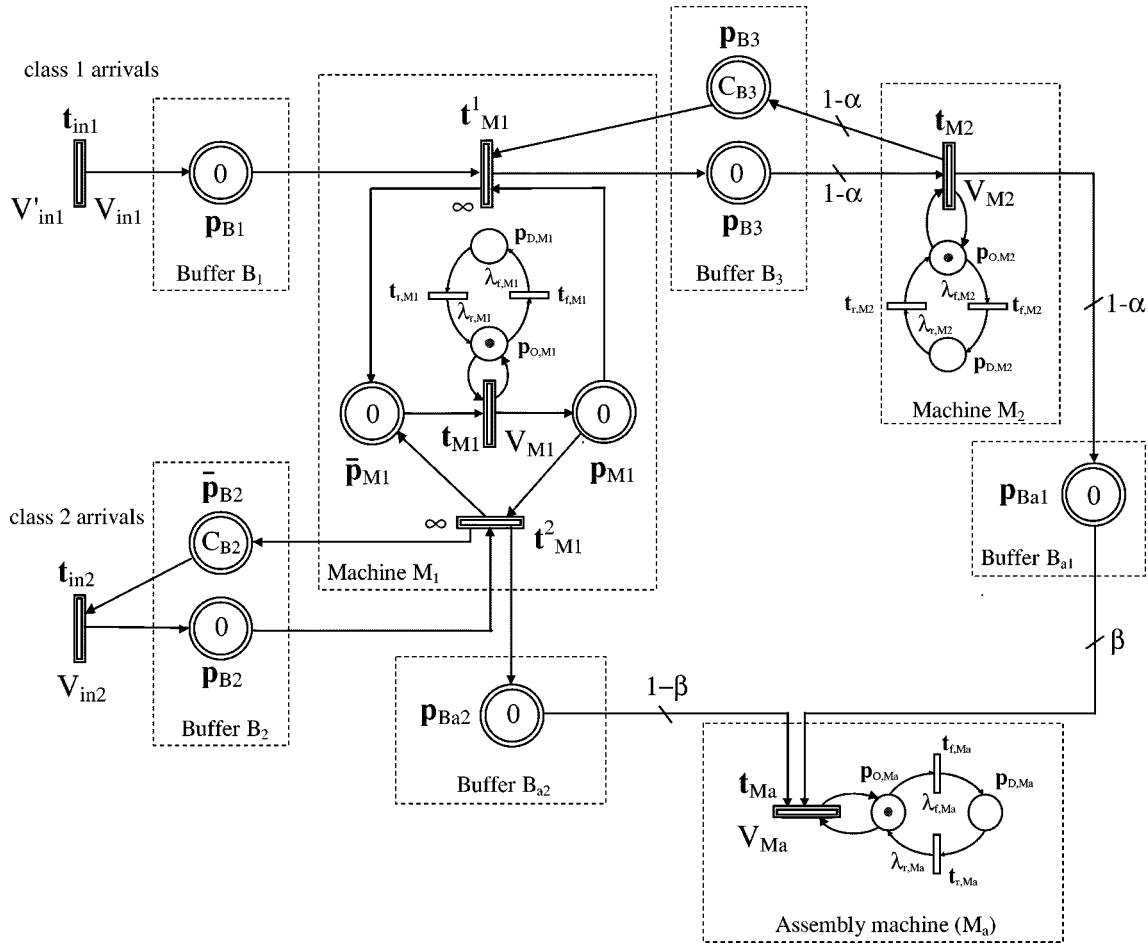 class 1 arrivals
t_in1
V'_in1
V_in1
0
p_B1
Buffer B_1
t^1_M1
∞
p_D,M1
λ_f,M1
t_r,M1
t_f,M1
λ_r,M1
p_O,M1
0
p̄_M1
t_M1
V_M1
0
p_M1
∞
t^2_M1
Machine M_1
p_B3
C_B3
0
p_B3
Buffer B_3
1-α
1-α
t_M2
V_M2
p_O,M2
λ_f,M2
t_r,M2
t_f,M2
λ_r,M2
p_D,M2
Machine M_2
1-α
p_Ba1
0
Buffer B_a1
β
class 2 arrivals
t_in2
V_in2
p̄_B2
C_B2
0
p_B2
Buffer B_2
p_Ba2
0
Buffer B_a2
1-β
t_Ma
V_Ma
p_O,Ma
t_f,Ma
λ_f,Ma
p_D,Ma
λ_r,Ma
t_r,Ma
Assembly machine (M_a)